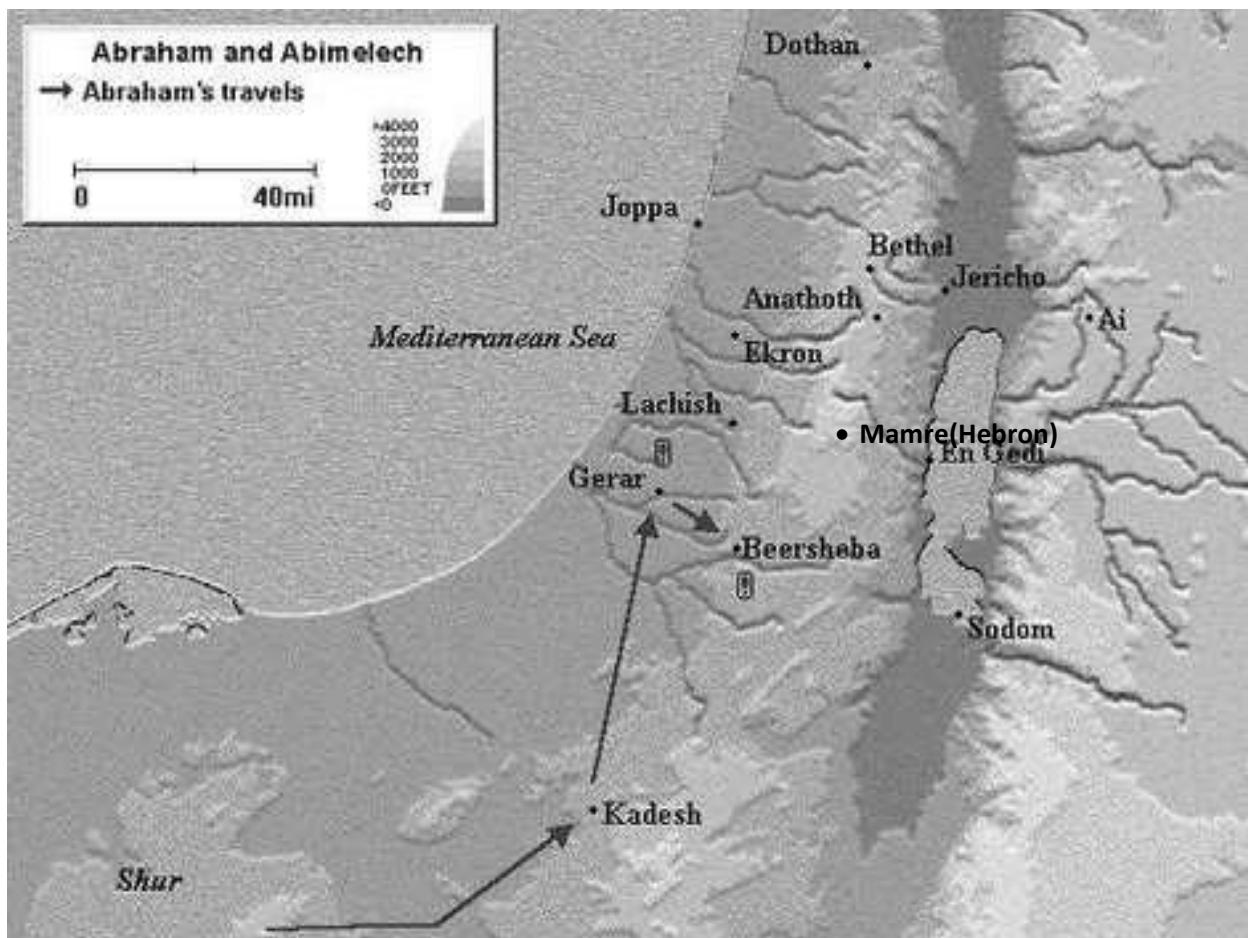 Abraham and Abimelech
Abraham's travels
>4000
3000
2000
1000
0FEET
<0
0 40mi
Dothan
Joppa
Bethel
Jericho
Anathoth
Ai
Mediterranean Sea
Ekron
Lachish
Mamre(Hebron)
En Gedi
Gerar
Beersheba
Sodom
Kadesh
Shur